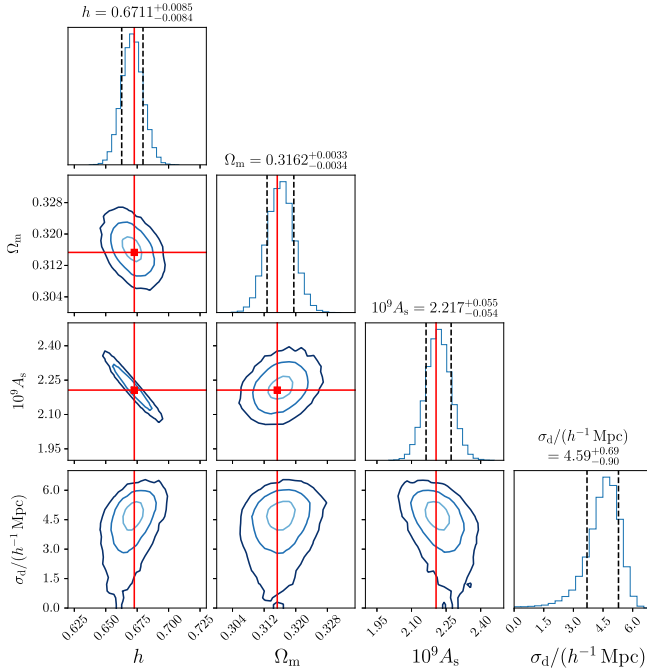 h = 0.6711^{+0.0085}_{-0.0084}
Ω_m = 0.3162^{+0.0033}_{-0.0034}
0.328
0.320
0.312
0.304
Ω_m
10^9 A_s = 2.217^{+0.055}_{-0.054}
2.40
2.25
2.10
1.95
10^9 A_s
σ_d/(h^{-1} Mpc)
= 4.59^{+0.69}_{-0.90}
6.0
4.5
3.0
1.5
0.0
σ_d/(h^{-1} Mpc)
0.625 0.650 0.675 0.700 0.725
0.304 0.312 0.320 0.328
1.95 2.10 2.25 2.40
0.0 1.5 3.0 4.5 6.0
h
Ω_m
10^9 A_s
σ_d/(h^{-1} Mpc)